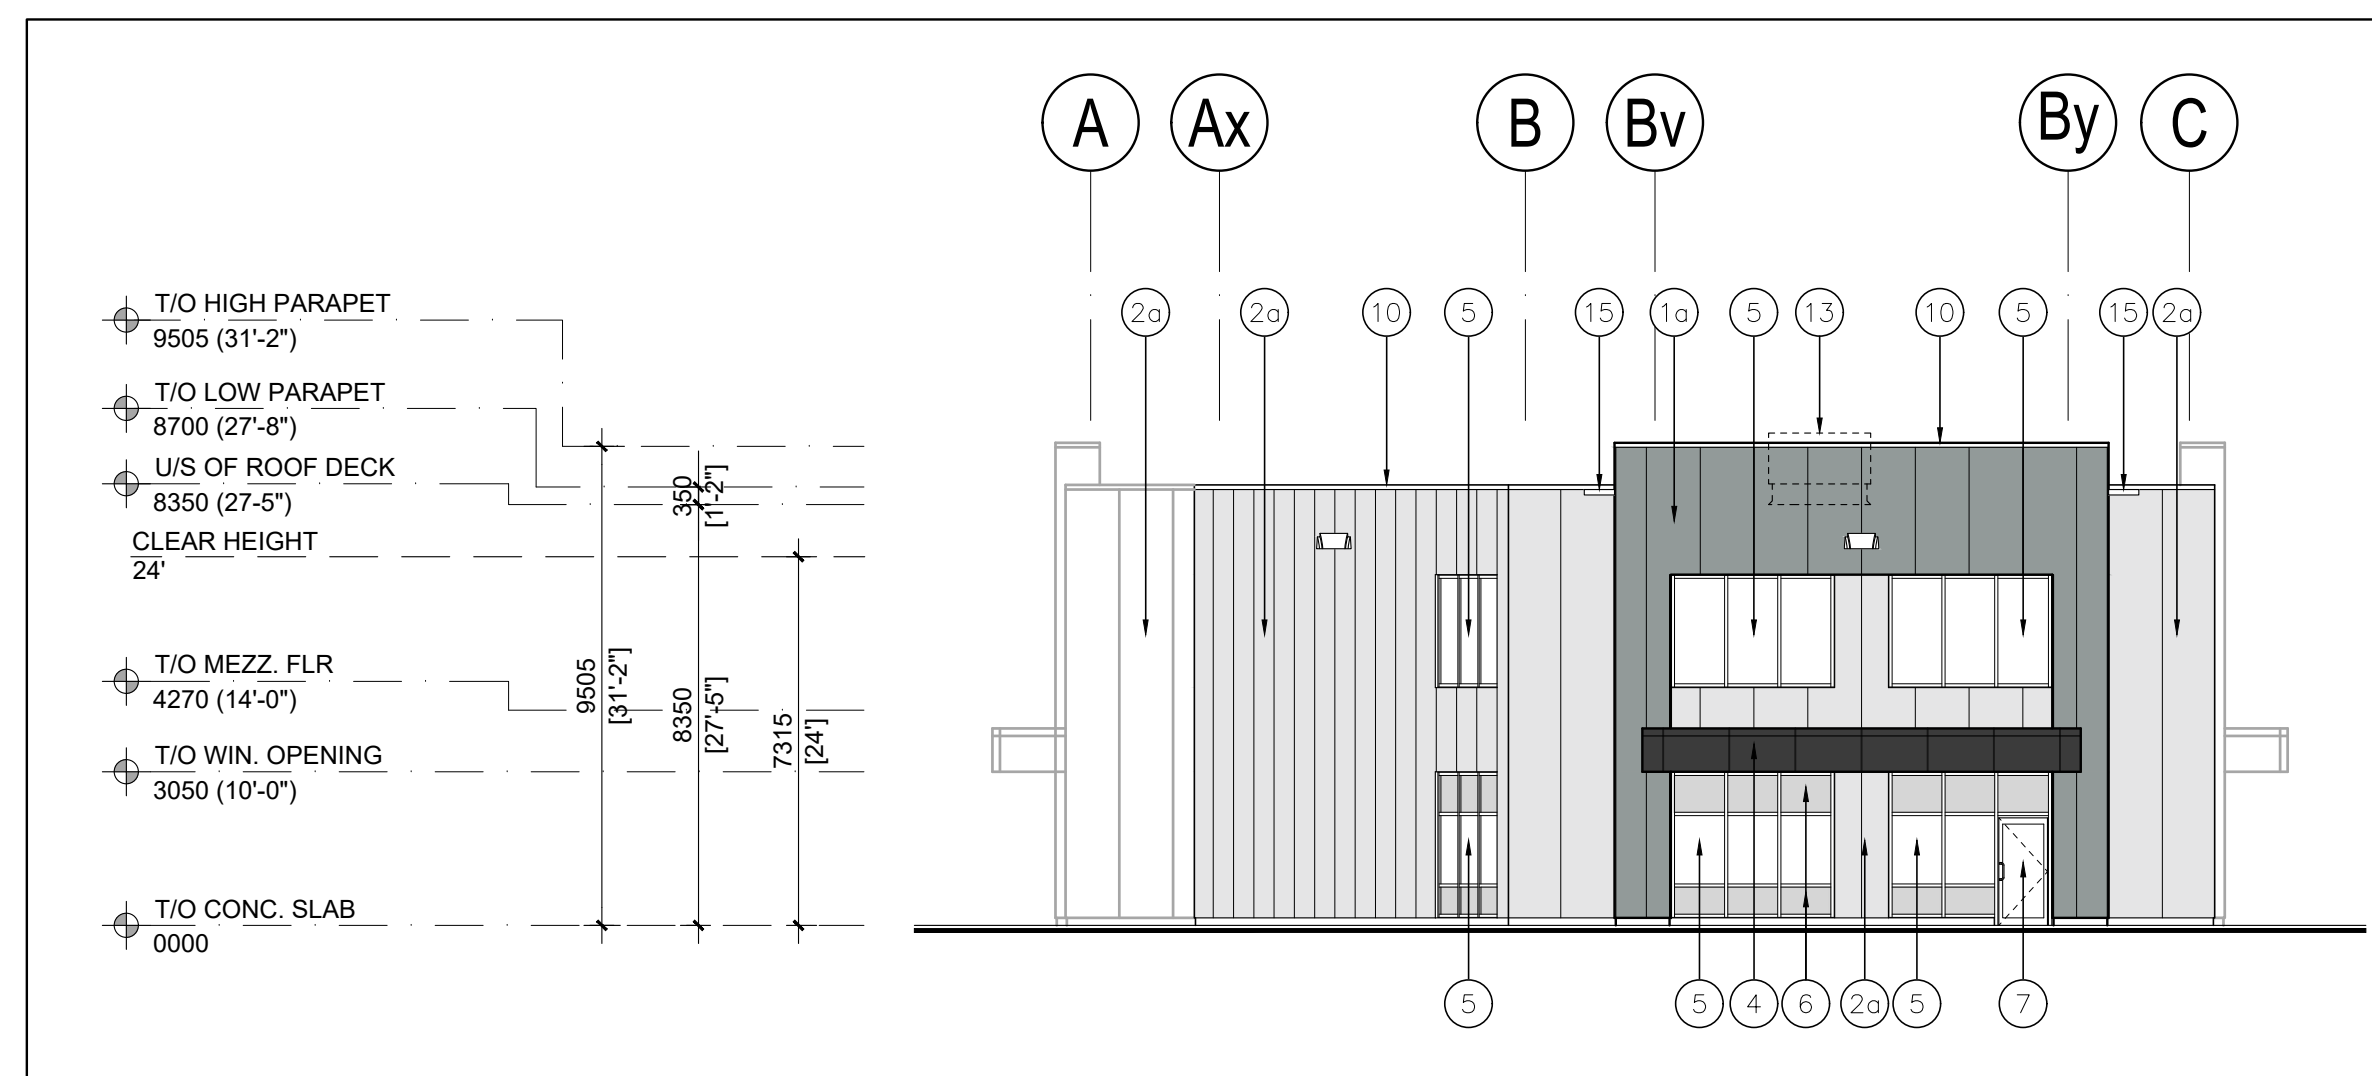 A Ax B Bv By C
2a 2a 10 5 15 1a 5 13 10 5 15 2a
T/O HIGH PARAPET
9505 (31'-2")
T/O LOW PARAPET
8700 (27'-8")
U/S OF ROOF DECK
8350 (27-5")
CLEAR HEIGHT
24'
T/O MEZZ. FLR
4270 (14'-0")
T/O WIN. OPENING
3050 (10'-0")
T/O CONC. SLAB
0000
9505
[31'-2"]
350
[1'-2"]
8350
[27'-5"]
7315
[24']
5 5 4 6 2a 5 7